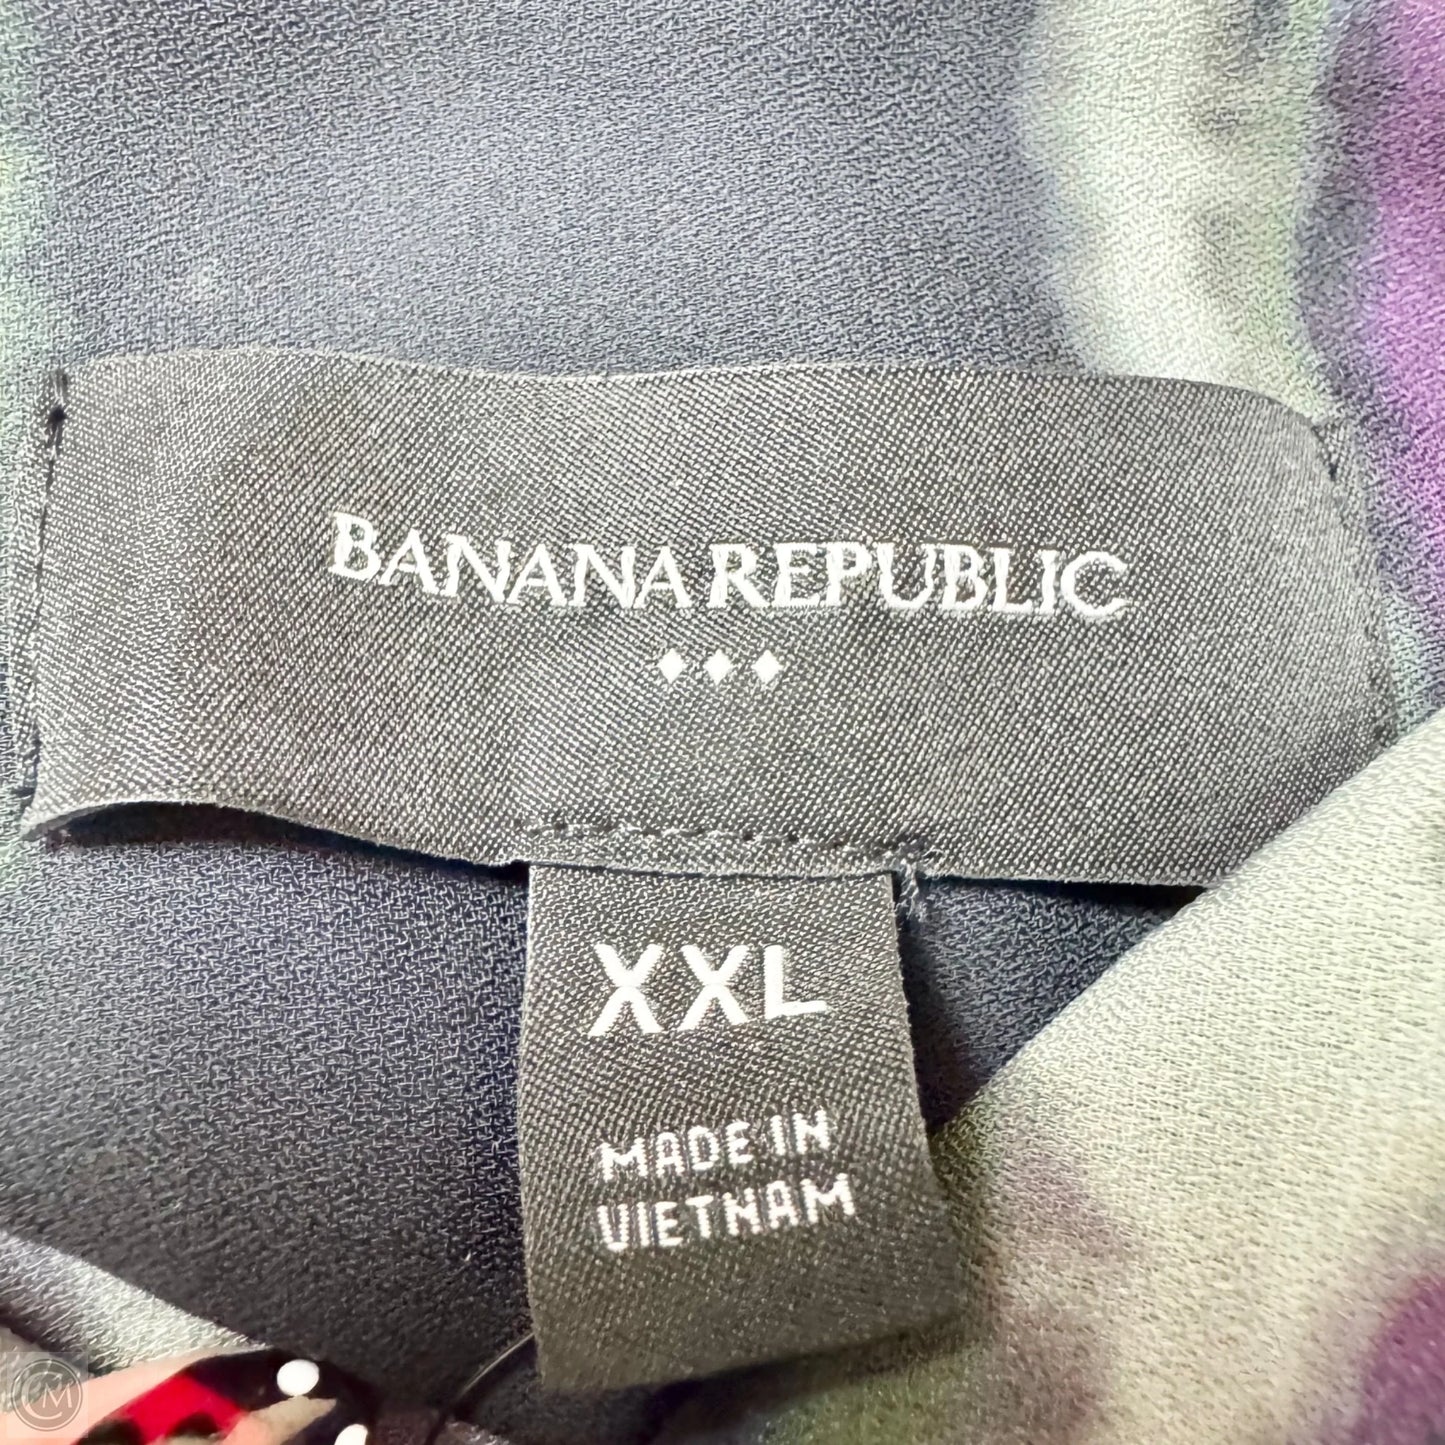 BANANA REPUBLIC
♦♦♦
XXL
MADE IN
VIETNAM